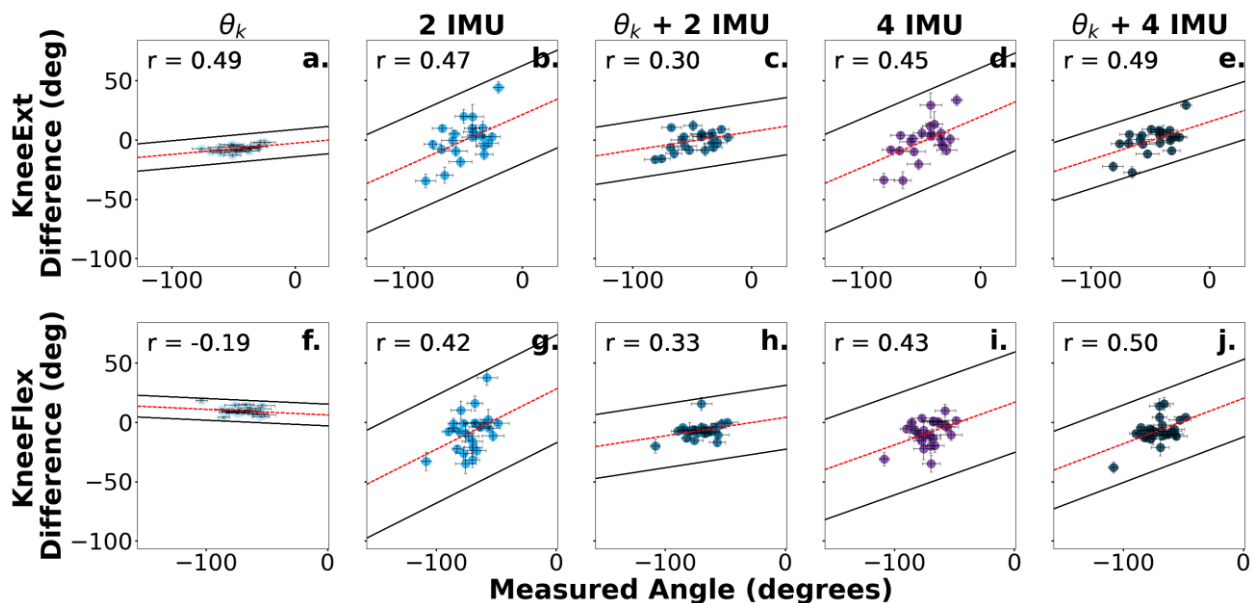 θk 2 IMU θk + 2 IMU 4 IMU θk + 4 IMU
KneeExt
Difference (deg)
50
0
−50
−100
r = 0.49 a.
r = 0.47 b.
r = 0.30 c.
r = 0.45 d.
r = 0.49 e.
−100 0 −100 0 −100 0 −100 0 −100 0
KneeFlex
Difference (deg)
50
0
−50
−100
r = -0.19 f.
r = 0.42 g.
r = 0.33 h.
r = 0.43 i.
r = 0.50 j.
−100 0 −100 0 −100 0 −100 0 −100 0
Measured Angle (degrees)